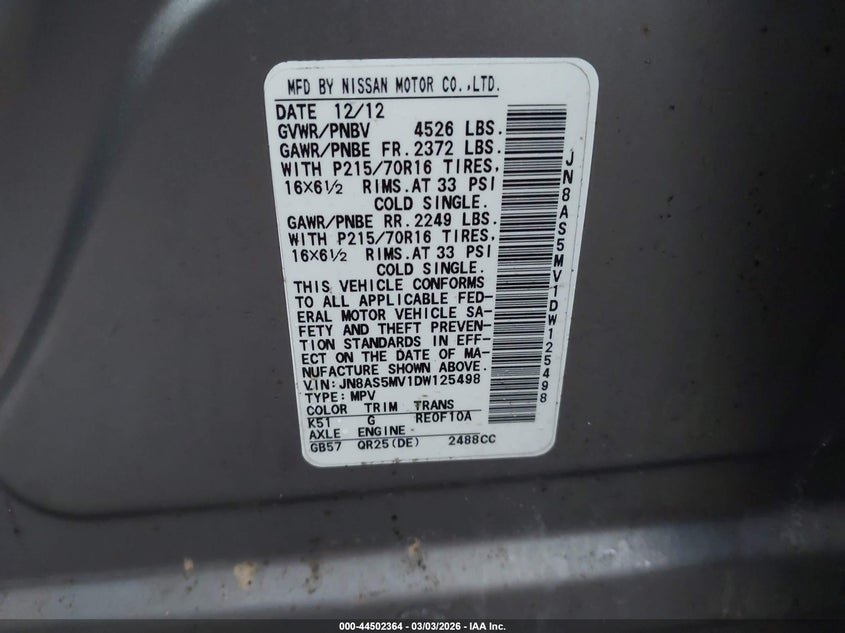 MFD BY NISSAN MOTOR CO.,LTD.
DATE 12/12
GVWR/PNBV 4526 LBS.
GAWR/PNBE FR. 2372 LBS.
WITH P215/70R16 TIRES,
16X6½ RIMS.AT 33 PSI
COLD SINGLE.
GAWR/PNBE RR. 2249 LBS.
WITH P215/70R16 TIRES,
16X6½ RIMS.AT 33 PSI
COLD SINGLE.
THIS VEHICLE CONFORMS
TO ALL APPLICABLE FED-
ERAL MOTOR VEHICLE SA-
FETY AND THEFT PREVEN-
TION STANDARDS IN EFF-
ECT ON THE DATE OF MA-
NUFACTURE SHOWN ABOVE.
VIN: JN8AS5MV1DW125498
TYPE: MPV
COLOR TRIM TRANS
K51 G RE0F10A
AXLE ENGINE
GB57 QR25(DE) 2488CC
JN8AS5MV1DW125498
000-44502364 - 03/03/2026 - IAA Inc.